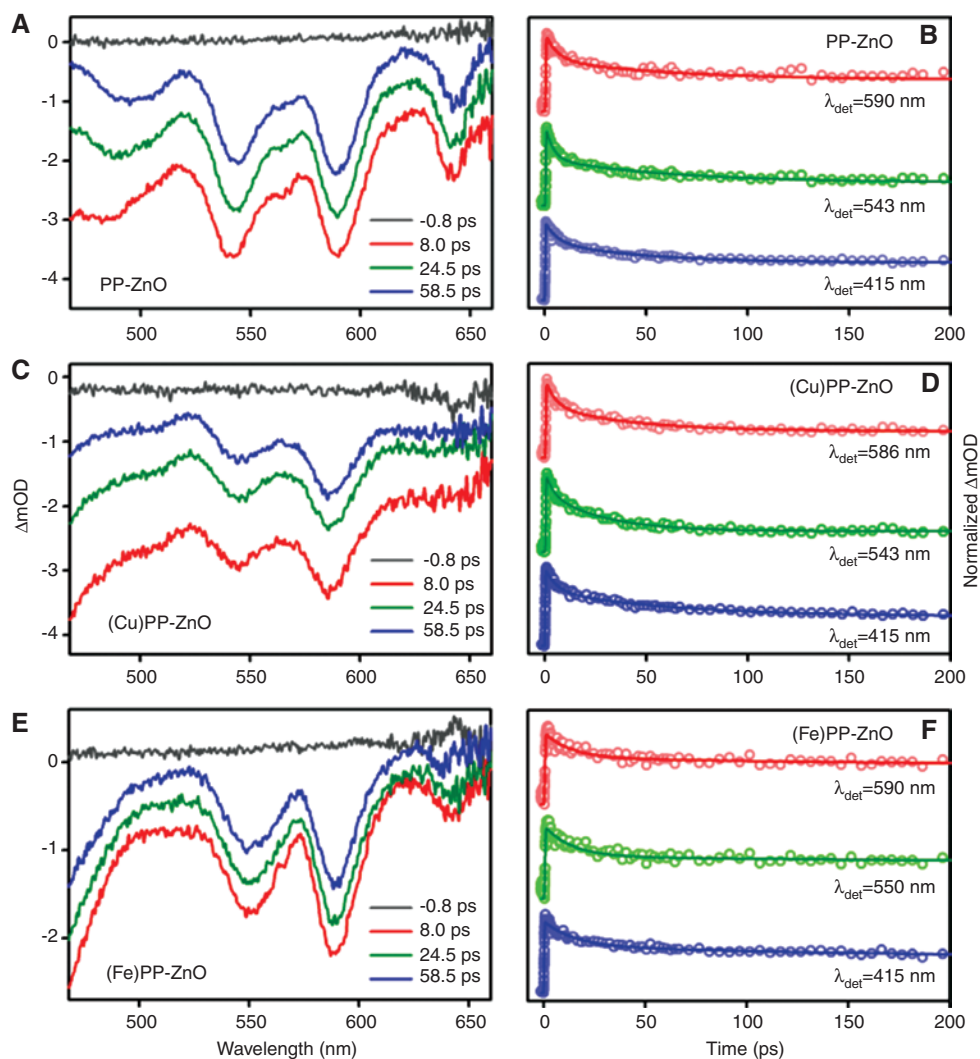 A
0
-1
-2
-3
-4
-0.8 ps
8.0 ps
24.5 ps
58.5 ps
PP-ZnO
500
550
600
650
B
PP-ZnO
λdet=590 nm
λdet=543 nm
λdet=415 nm
0
50
100
150
200
C
0
-1
-2
-3
-4
ΔmOD
-0.8 ps
8.0 ps
24.5 ps
58.5 ps
(Cu)PP-ZnO
500
550
600
650
D
(Cu)PP-ZnO
λdet=586 nm
λdet=543 nm
λdet=415 nm
0
50
100
150
200
Normalized ΔmOD
E
0
-1
-2
-0.8 ps
8.0 ps
24.5 ps
58.5 ps
(Fe)PP-ZnO
500
550
600
650
Wavelength (nm)
F
(Fe)PP-ZnO
λdet=590 nm
λdet=550 nm
λdet=415 nm
0
50
100
150
200
Time (ps)